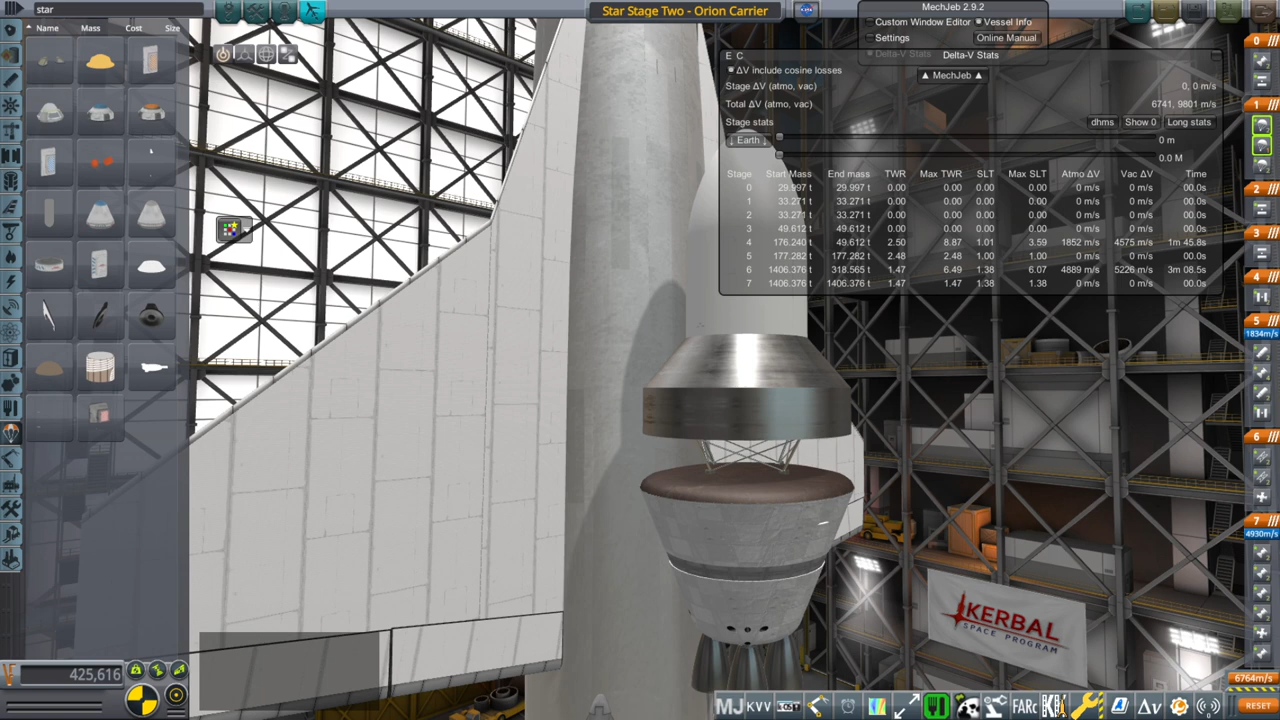 star
Name Mass Cost Size
Star Stage Two - Orion Carrier
MechJeb 2.9.2
Custom Window Editor Vessel Info
Settings Online Manual
Delta-V Stats
E C Delta-V Stats
ΔV include cosine losses
▲ MechJeb ▲
Stage ΔV (atmo, vac) 0, 0 m/s
Total ΔV (atmo, vac) 6741, 9801 m/s
Stage stats dhms Show 0 Long stats
↓ Earth ↓ 0 m
0.0 M
Stage Start Mass End mass TWR Max TWR SLT Max SLT Atmo ΔV Vac ΔV Time
0 29.997 t 29.997 t 0.00 0.00 0.00 0.00 0 m/s 0 m/s 00.0s
1 33.271 t 33.271 t 0.00 0.00 0.00 0.00 0 m/s 0 m/s 00.0s
2 33.271 t 33.271 t 0.00 0.00 0.00 0.00 0 m/s 0 m/s 00.0s
3 49.612 t 49.612 t 0.00 0.00 0.00 0.00 0 m/s 0 m/s 00.0s
4 176.240 t 49.612 t 2.50 8.87 1.01 3.59 1852 m/s 4575 m/s 1m 45.8s
5 177.282 t 177.282 t 2.48 2.48 1.00 1.00 0 m/s 0 m/s 00.0s
6 1406.376 t 318.565 t 1.47 6.49 1.38 6.07 4889 m/s 5226 m/s 3m 08.5s
7 1406.376 t 1406.376 t 1.47 1.47 1.38 1.38 0 m/s 0 m/s 00.0s
0
1
2
3
4
5
1834m/s
6
7
4930m/s
6764m/s
KERBAL
SPACE PROGRAM
425,616
MJ KVV FARc Δv RESET